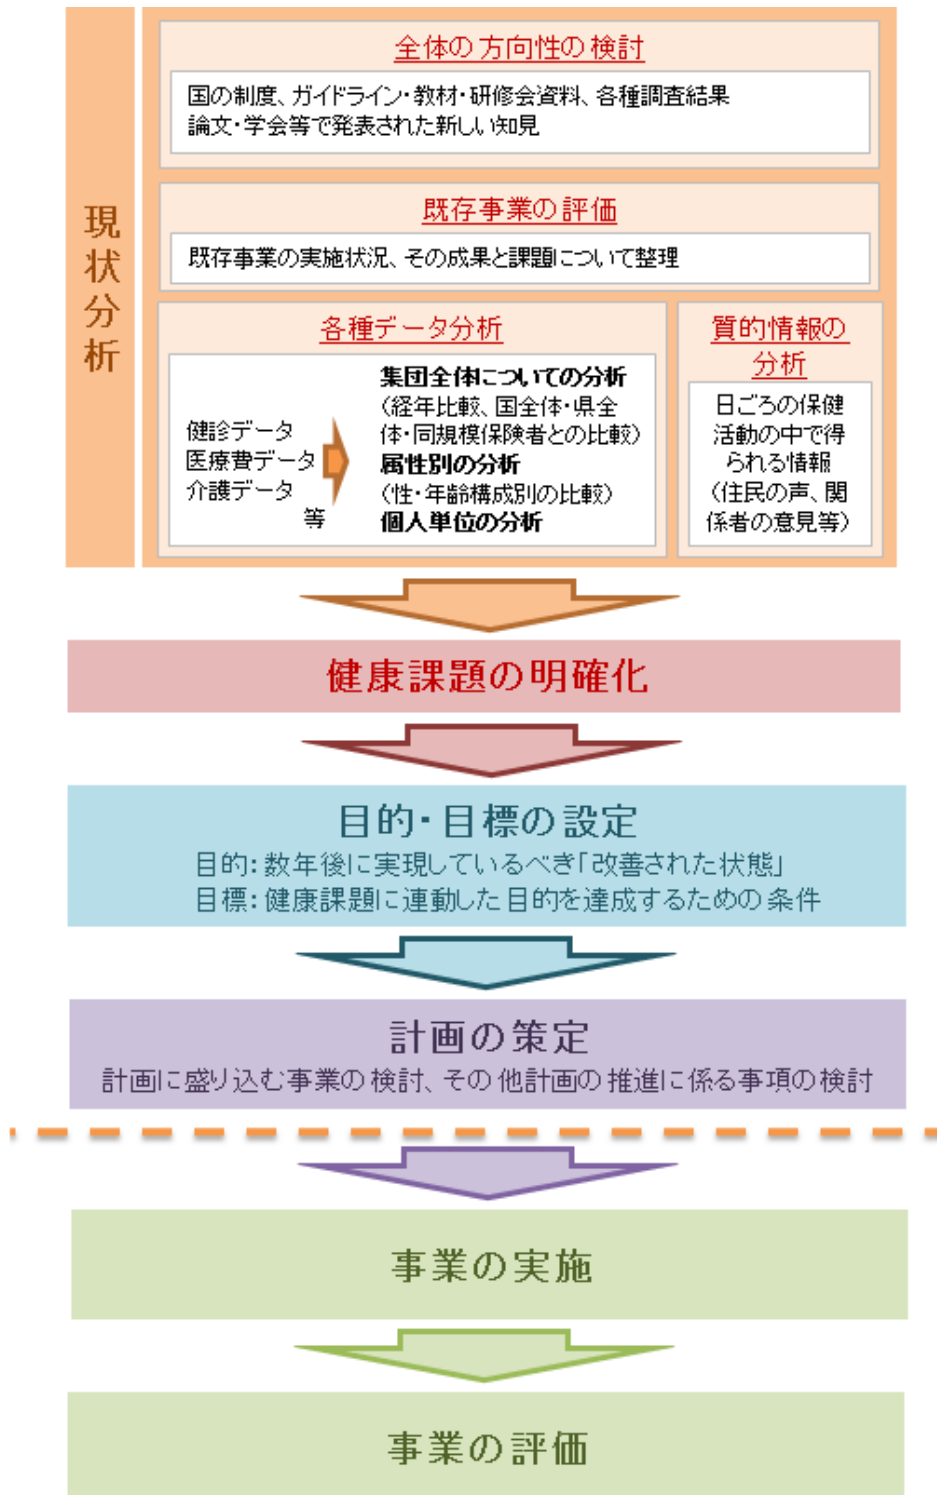 現状分析
全体の方向性の検討
国の制度、ガイドライン・教材・研修会資料、各種調査結果
論文・学会等で発表された新しい知見
既存事業の評価
既存事業の実施状況、その成果と課題について整理
各種データ分析
健診データ
医療費データ
介護データ
等
集団全体についての分析
(経年比較、国全体・県全
体・同規模保険者との比較)
属性別の分析
(性・年齢構成別の比較)
個人単位の分析
質的情報の
分析
日ごろの保健
活動の中で得
られる情報
(住民の声、関
係者の意見等)
健康課題の明確化
目的・目標の設定
目的:数年後に実現しているべき「改善された状態」
目標:健康課題に連動した目的を達成するための条件
計画の策定
計画に盛り込む事業の検討、その他計画の推進に係る事項の検討
事業の実施
事業の評価